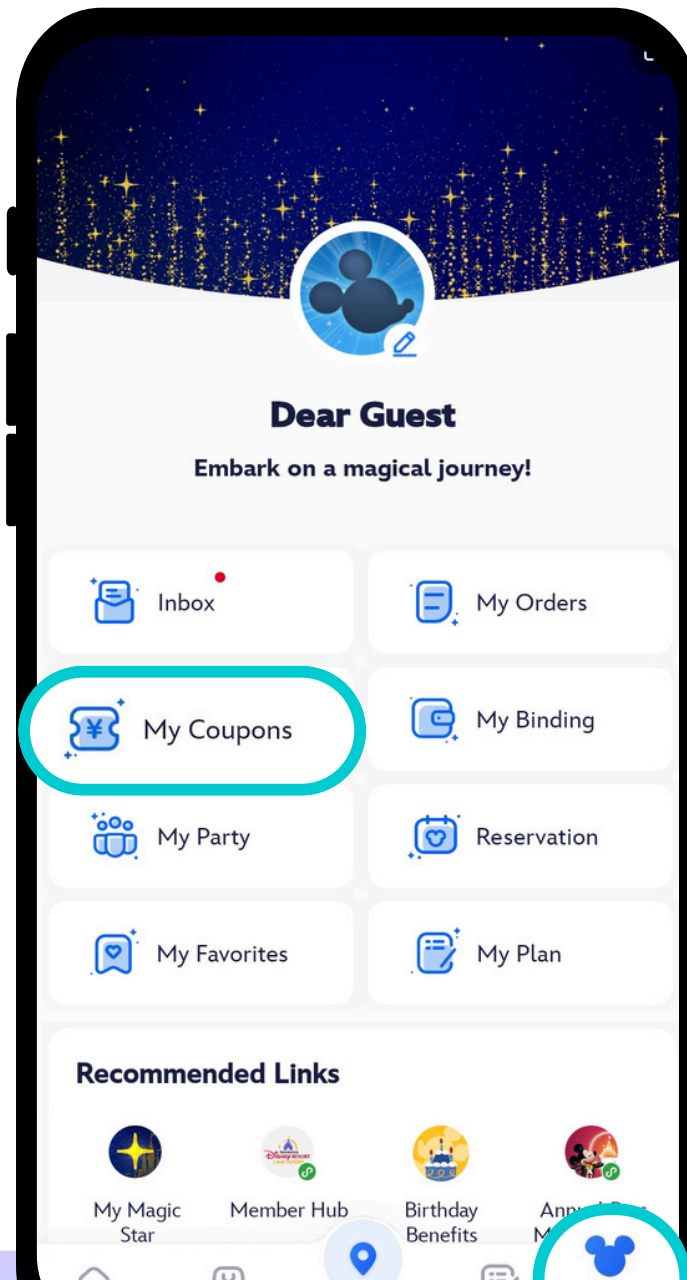 Dear Guest
Embark on a magical journey!
Inbox
My Orders
¥
My Coupons
My Binding
My Party
Reservation
My Favorites
My Plan
Recommended Links
My Magic
Star
Member Hub
Birthday
Benefits